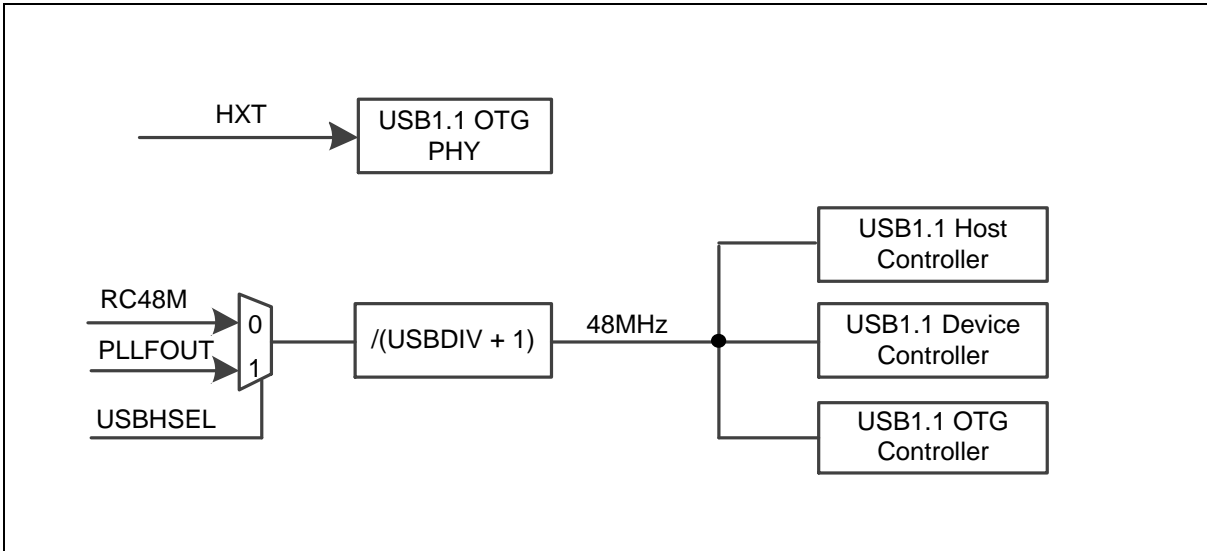 HXT
USB1.1 OTG
PHY
USB1.1 Host
Controller
RC48M
0
/(USBDIV + 1)
48MHz
USB1.1 Device
Controller
PLLFOUT
1
USBHSEL
USB1.1 OTG
Controller